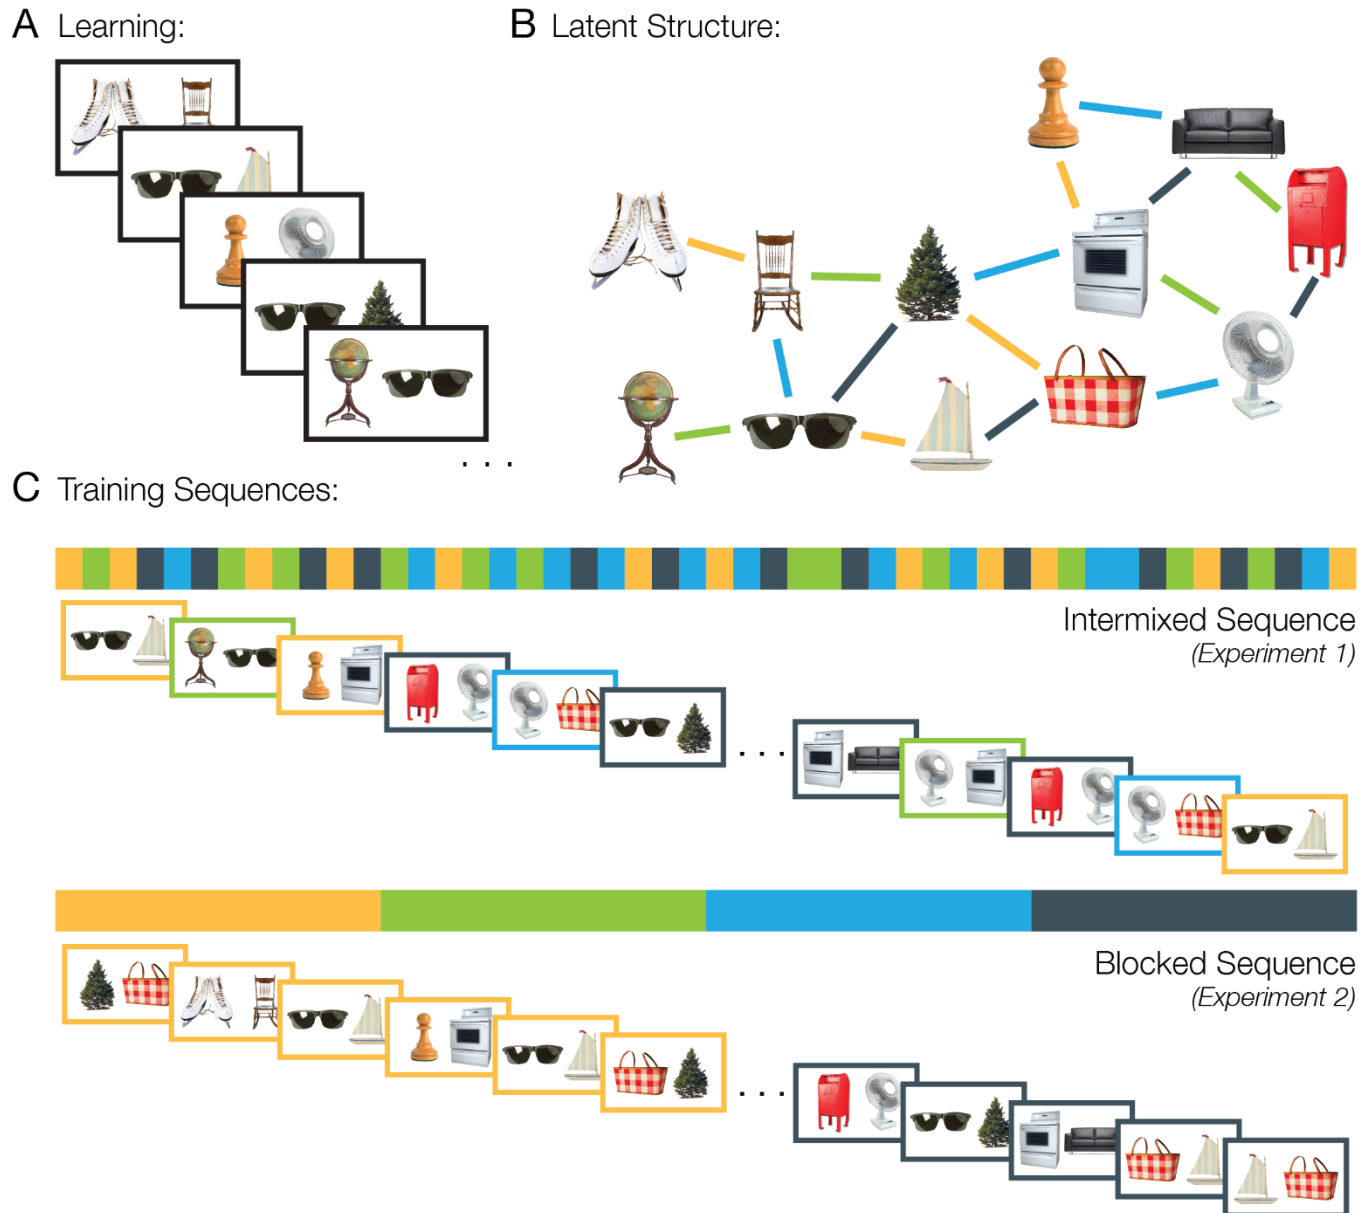 A Learning:
B Latent Structure:
. . .
C Training Sequences:
Intermixed Sequence
(Experiment 1)
. . .
Blocked Sequence
(Experiment 2)
. . .